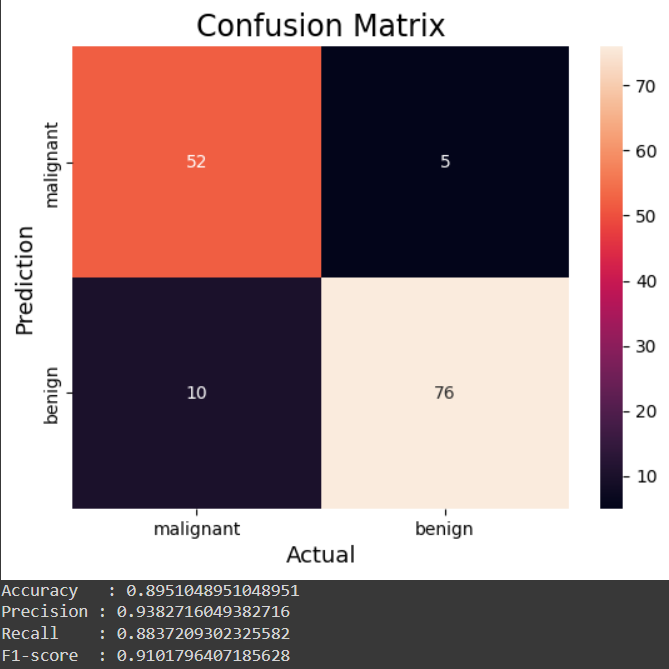 Confusion Matrix
malignant
52
5
70
60
50
Prediction
40
30
benign
10
76
20
10
malignant
benign
Actual
Accuracy   : 0.8951048951048951
Precision : 0.9382716049382716
Recall    : 0.8837209302325582
F1-score  : 0.9101796407185628